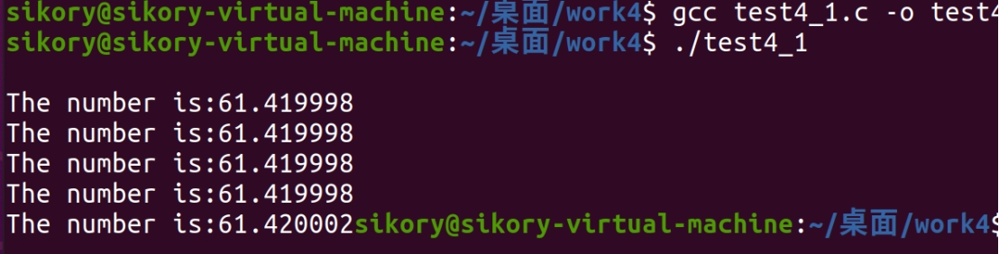 sikory@sikory-virtual-machine:~/桌面/work4$ gcc test4_1.c -o test4
sikory@sikory-virtual-machine:~/桌面/work4$ ./test4_1
The number is:61.419998
The number is:61.419998
The number is:61.419998
The number is:61.419998
The number is:61.420002sikory@sikory-virtual-machine:~/桌面/work4$